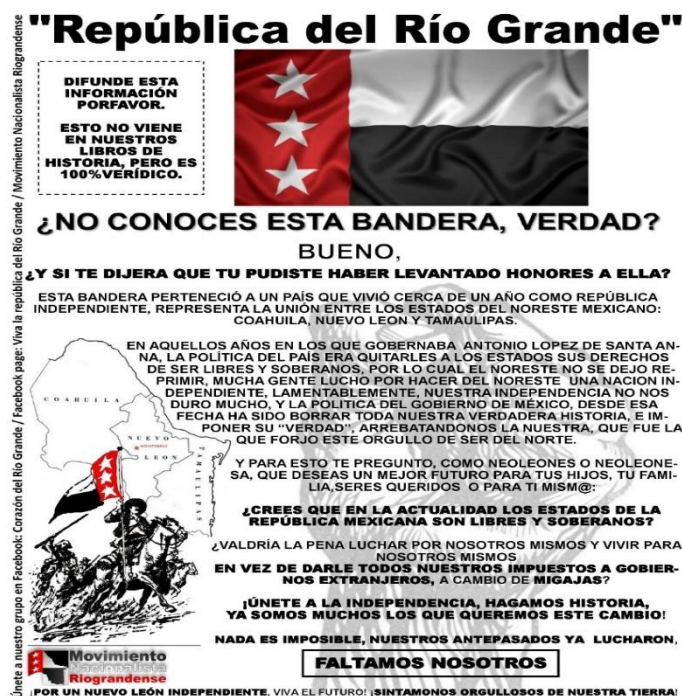 "República del Río Grande"
DIFUNDE ESTA
INFORMACIÓN
PORFAVOR.
ESTO NO VIENE
EN NUESTROS
LIBROS DE
HISTORIA, PERO ES
100%VERÍDICO.
¿NO CONOCES ESTA BANDERA, VERDAD?
BUENO,
¿Y SI TE DIJERA QUE TU PUDISTE HABER LEVANTADO HONORES A ELLA?
ESTA BANDERA PERTENECIÓ A UN PAÍS QUE VIVIÓ CERCA DE UN AÑO COMO REPÚBLICA
INDEPENDIENTE, REPRESENTA LA UNIÓN ENTRE LOS ESTADOS DEL NORESTE MEXICANO:
COAHUILA, NUEVO LEON Y TAMAULIPAS.
EN AQUELLOS AÑOS EN LOS QUE GOBERNABA ANTONIO LOPEZ DE SANTA AN-
NA, LA POLÍTICA DEL PAÍS ERA QUITARLES A LOS ESTADOS SUS DERECHOS
DE SER LIBRES Y SOBERANOS, POR LO CUAL EL NORESTE NO SE DEJO RE-
PRIMIR, MUCHA GENTE LUCHO POR HACER DEL NORESTE UNA NACION IN-
DEPENDIENTE, LAMENTABLEMENTE, NUESTRA INDEPENDENCIA NO NOS
DURO MUCHO, Y LA POLITICA DEL GOBIERNO DE MÉXICO, DESDE ESA
FECHA HA SIDO BORRAR TODA NUESTRA VERDADERA HISTORIA, E IM-
PONER SU "VERDAD", ARREBATANDONOS LA NUESTRA, QUE FUE LA
QUE FORJO ESTE ORGULLO DE SER DEL NORTE.
Y PARA ESTO TE PREGUNTO, COMO NEOLEONES O NEOLEONE-
SA, QUE DESEAS UN MEJOR FUTURO PARA TUS HIJOS, TU FAMI-
LIA,SERES QUERIDOS O PARA TI MISM@:
¿CREES QUE EN LA ACTUALIDAD LOS ESTADOS DE LA
REPÚBLICA MEXICANA SON LIBRES Y SOBERANOS?
¿VALDRÍA LA PENA LUCHAR POR NOSOTROS MISMOS Y VIVIR PARA
NOSOTROS MISMOS
EN VEZ DE DARLE TODOS NUESTROS IMPUESTOS A GOBIER-
NOS EXTRANJEROS, A CAMBIO DE MIGAJAS?
¡ÚNETE A LA INDEPENDENCIA, HAGAMOS HISTORIA,
YA SOMOS MUCHOS LOS QUE QUEREMOS ESTE CAMBIO!
NADA ES IMPOSIBLE, NUESTROS ANTEPASADOS YA LUCHARON,
FALTAMOS NOSOTROS
COAHUILA
NUEVO
LEON
TAMAULIPAS
Movimiento
Nacionalista
Riograndense
¡POR UN NUEVO LEÓN INDEPENDIENTE, VIVA EL FUTURO! ¡SINTAMONOS ORGULLOSOS DE NUESTRA TIERRA!
Únete a nuestro grupo en Facebook: Corazón del Río Grande / Facebook page: Viva la república del Río Grande / Movimiento Nacionalista Riograndense